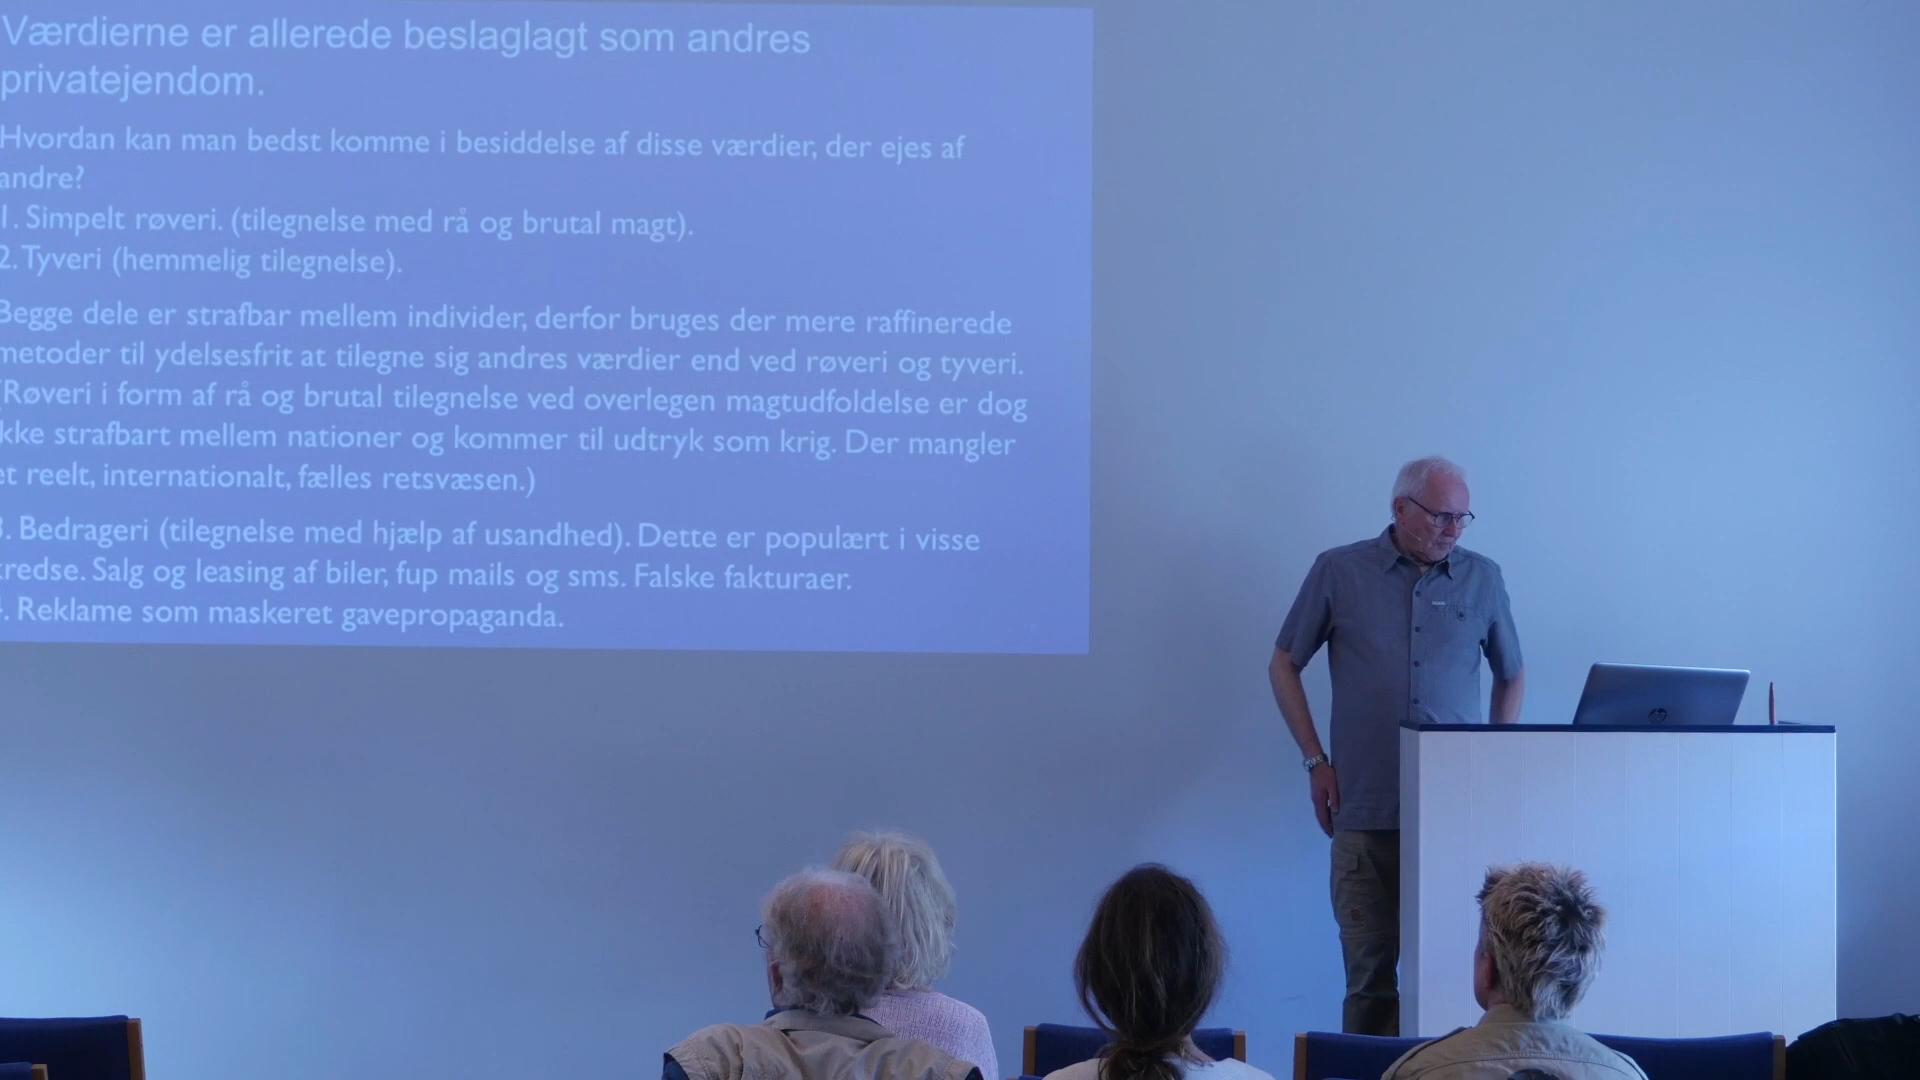 Værdierne er allerede beslaglagt som andres
privatejendom.
Hvordan kan man bedst komme i besiddelse af disse værdier, der ejes af
andre?
1. Simpelt røveri. (tilegnelse med rå og brutal magt).
2. Tyveri (hemmelig tilegnelse).
Begge dele er strafbar mellem individer, derfor bruges der mere raffinerede
metoder til ydelsesfrit at tilegne sig andres værdier end ved røveri og tyveri.
(Røveri i form af rå og brutal tilegnelse ved overlegen magtudfoldelse er dog
ikke strafbart mellem nationer og kommer til udtryk som krig. Der mangler
et reelt, internationalt, fælles retsvæsen.)
3. Bedrageri (tilegnelse med hjælp af usandhed). Dette er populært i visse
kredse. Salg og leasing af biler, fup mails og sms. Falske fakturaer.
4. Reklame som maskeret gavepropaganda.